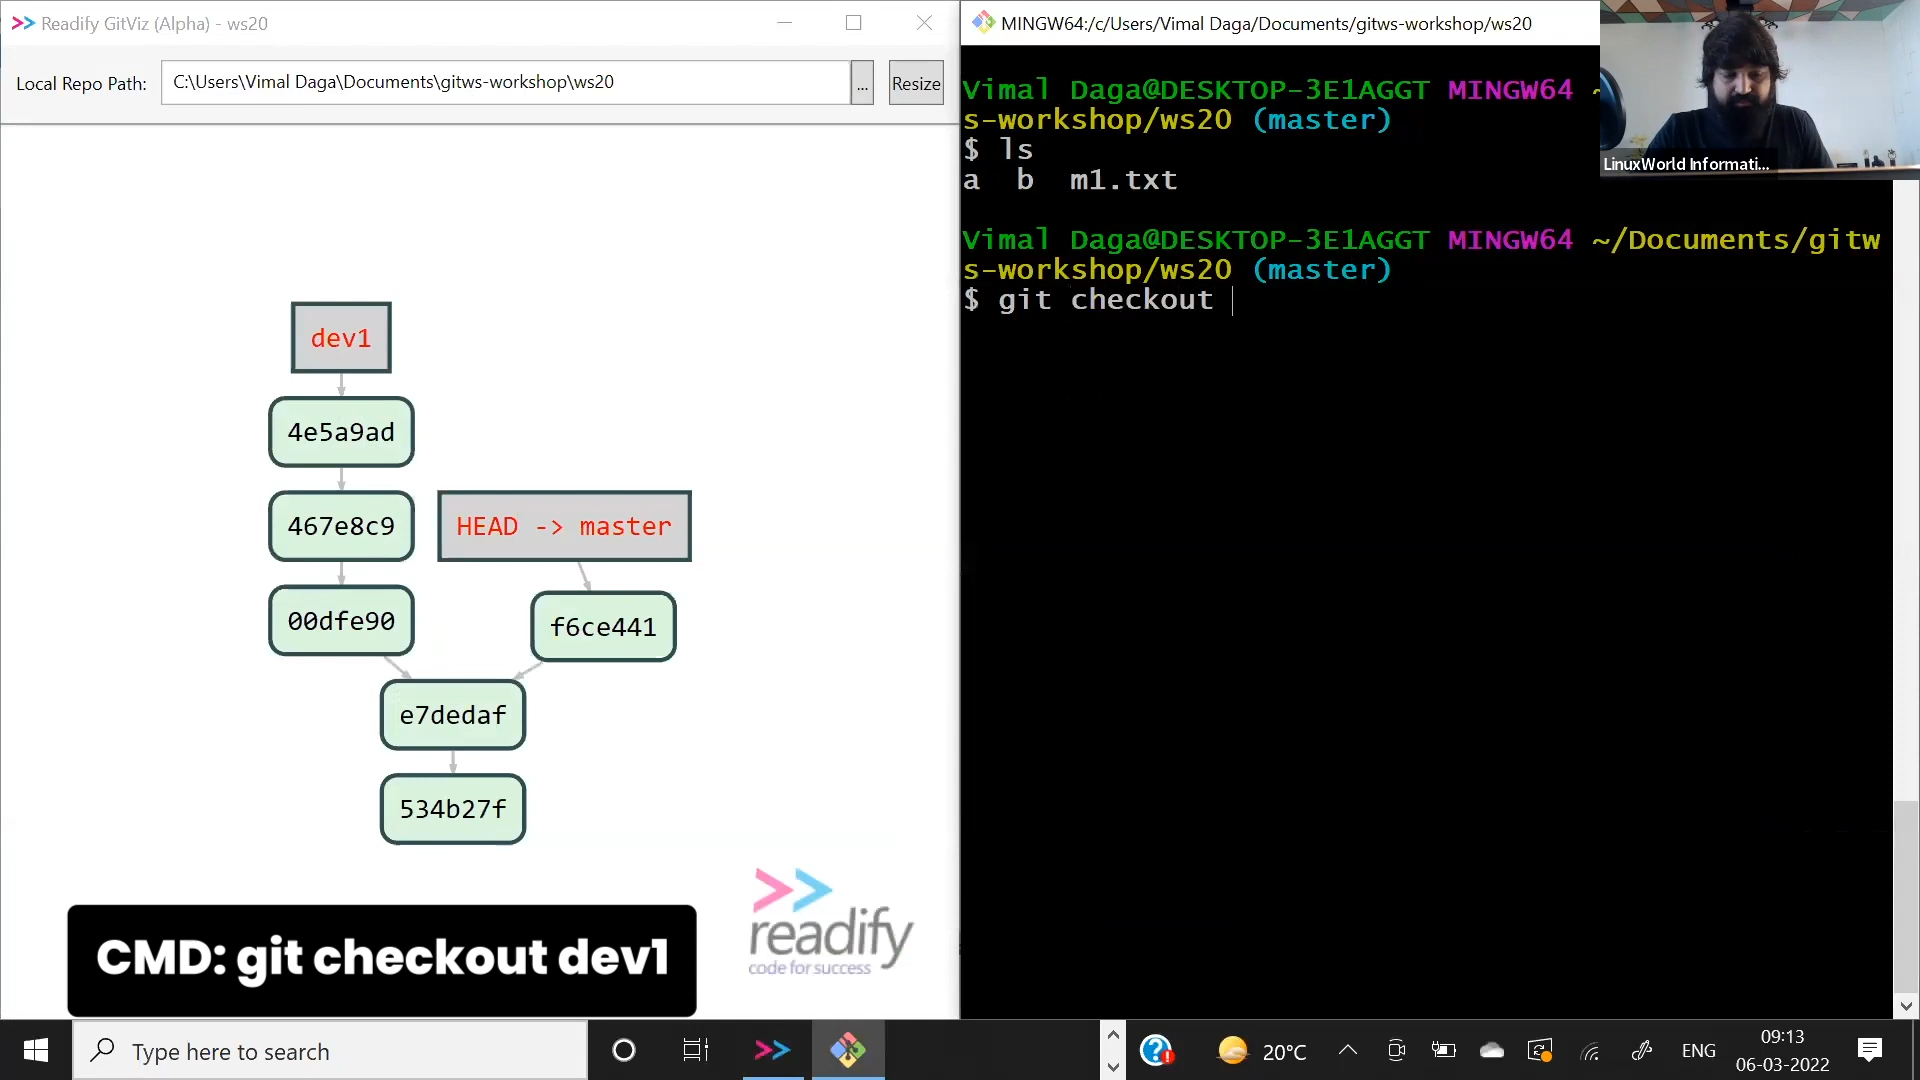 Readify GitViz (Alpha) - ws20
Local Repo Path:
C:\Users\Vimal Daga\Documents\gitws-workshop\ws20
...
Resize
dev1
4e5a9ad
467e8c9
HEAD -> master
00dfe90
f6ce441
e7dedaf
534b27f
readify
code for success
CMD: git checkout dev1
MINGW64:/c/Users/Vimal Daga/Documents/gitws-workshop/ws20
Vimal Daga@DESKTOP-3E1AGGT MINGW64 ~
s-workshop/ws20 (master)
$ ls
a b m1.txt
Vimal Daga@DESKTOP-3E1AGGT MINGW64 ~/Documents/gitw
s-workshop/ws20 (master)
$ git checkout
LinuxWorld Informati...
Type here to search
20°C
ENG
09:13
06-03-2022